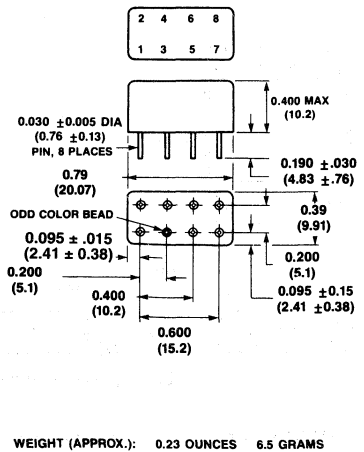 2 4 6 8
1 3 5 7
0.400 MAX
(10.2)
0.030 ±0.005 DIA
(0.76 ±0.13)
PIN, 8 PLACES
0.190 ±.030
(4.83 ±.76)
0.79
(20.07)
ODD COLOR BEAD
0.39
(9.91)
0.095 ± .015
(2.41 ± 0.38)
0.200
(5.1)
0.200
(5.1)
0.400
(10.2)
0.095 ±0.15
(2.41 ±0.38)
0.600
(15.2)
WEIGHT (APPROX.): 0.23 OUNCES 6.5 GRAMS